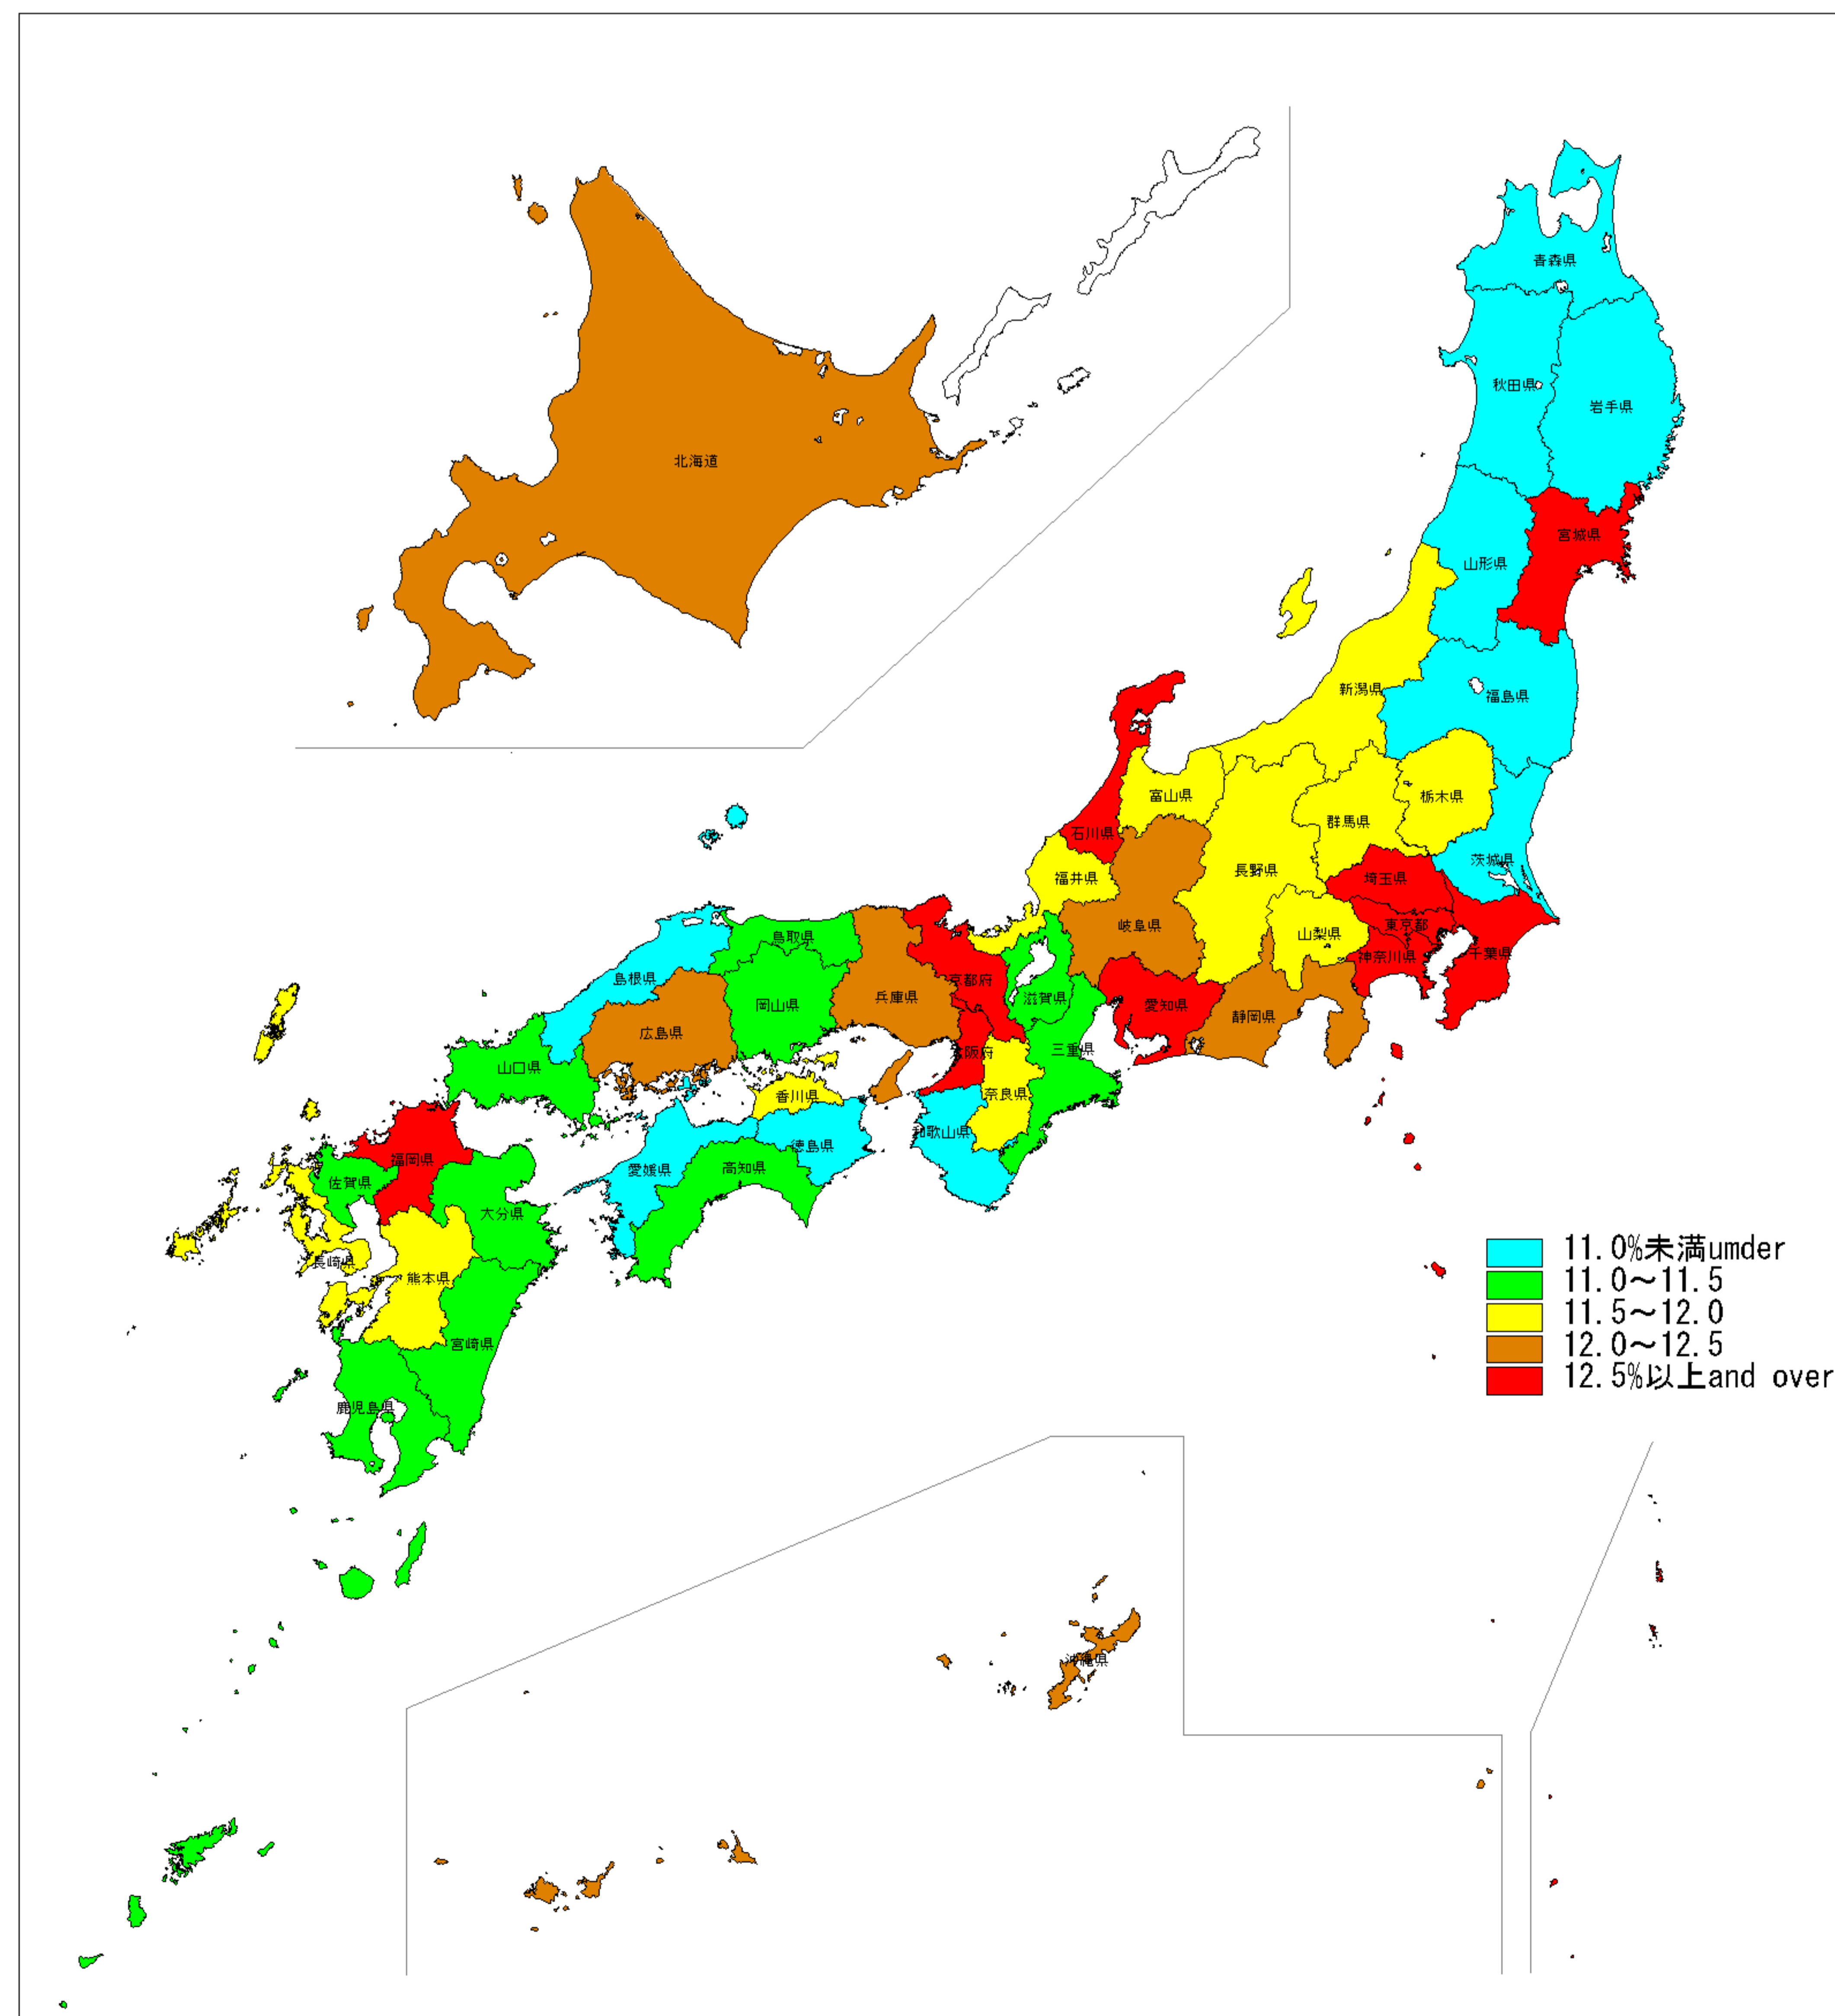 青森県
秋田県
岩手県
北海道
宮城県
山形県
新潟県
福島県
富山県
栃木県
群馬県
石川県
茨城県
長野県
福井県
埼玉県
岐阜県
東京都
山梨県
鳥取県
千葉県
神奈川県
京都府
島根県
兵庫県
滋賀県
愛知県
岡山県
静岡県
広島県
三重県
阪府
山口県
香川県
奈良県
和歌山県
徳島県
福岡県
愛媛県
高知県
佐賀県
大分県
長崎県
熊本県
宮崎県
鹿児島県
11.0%未満umder
11.0～11.5
11.5～12.0
12.0～12.5
12.5%以上and over
沖縄県